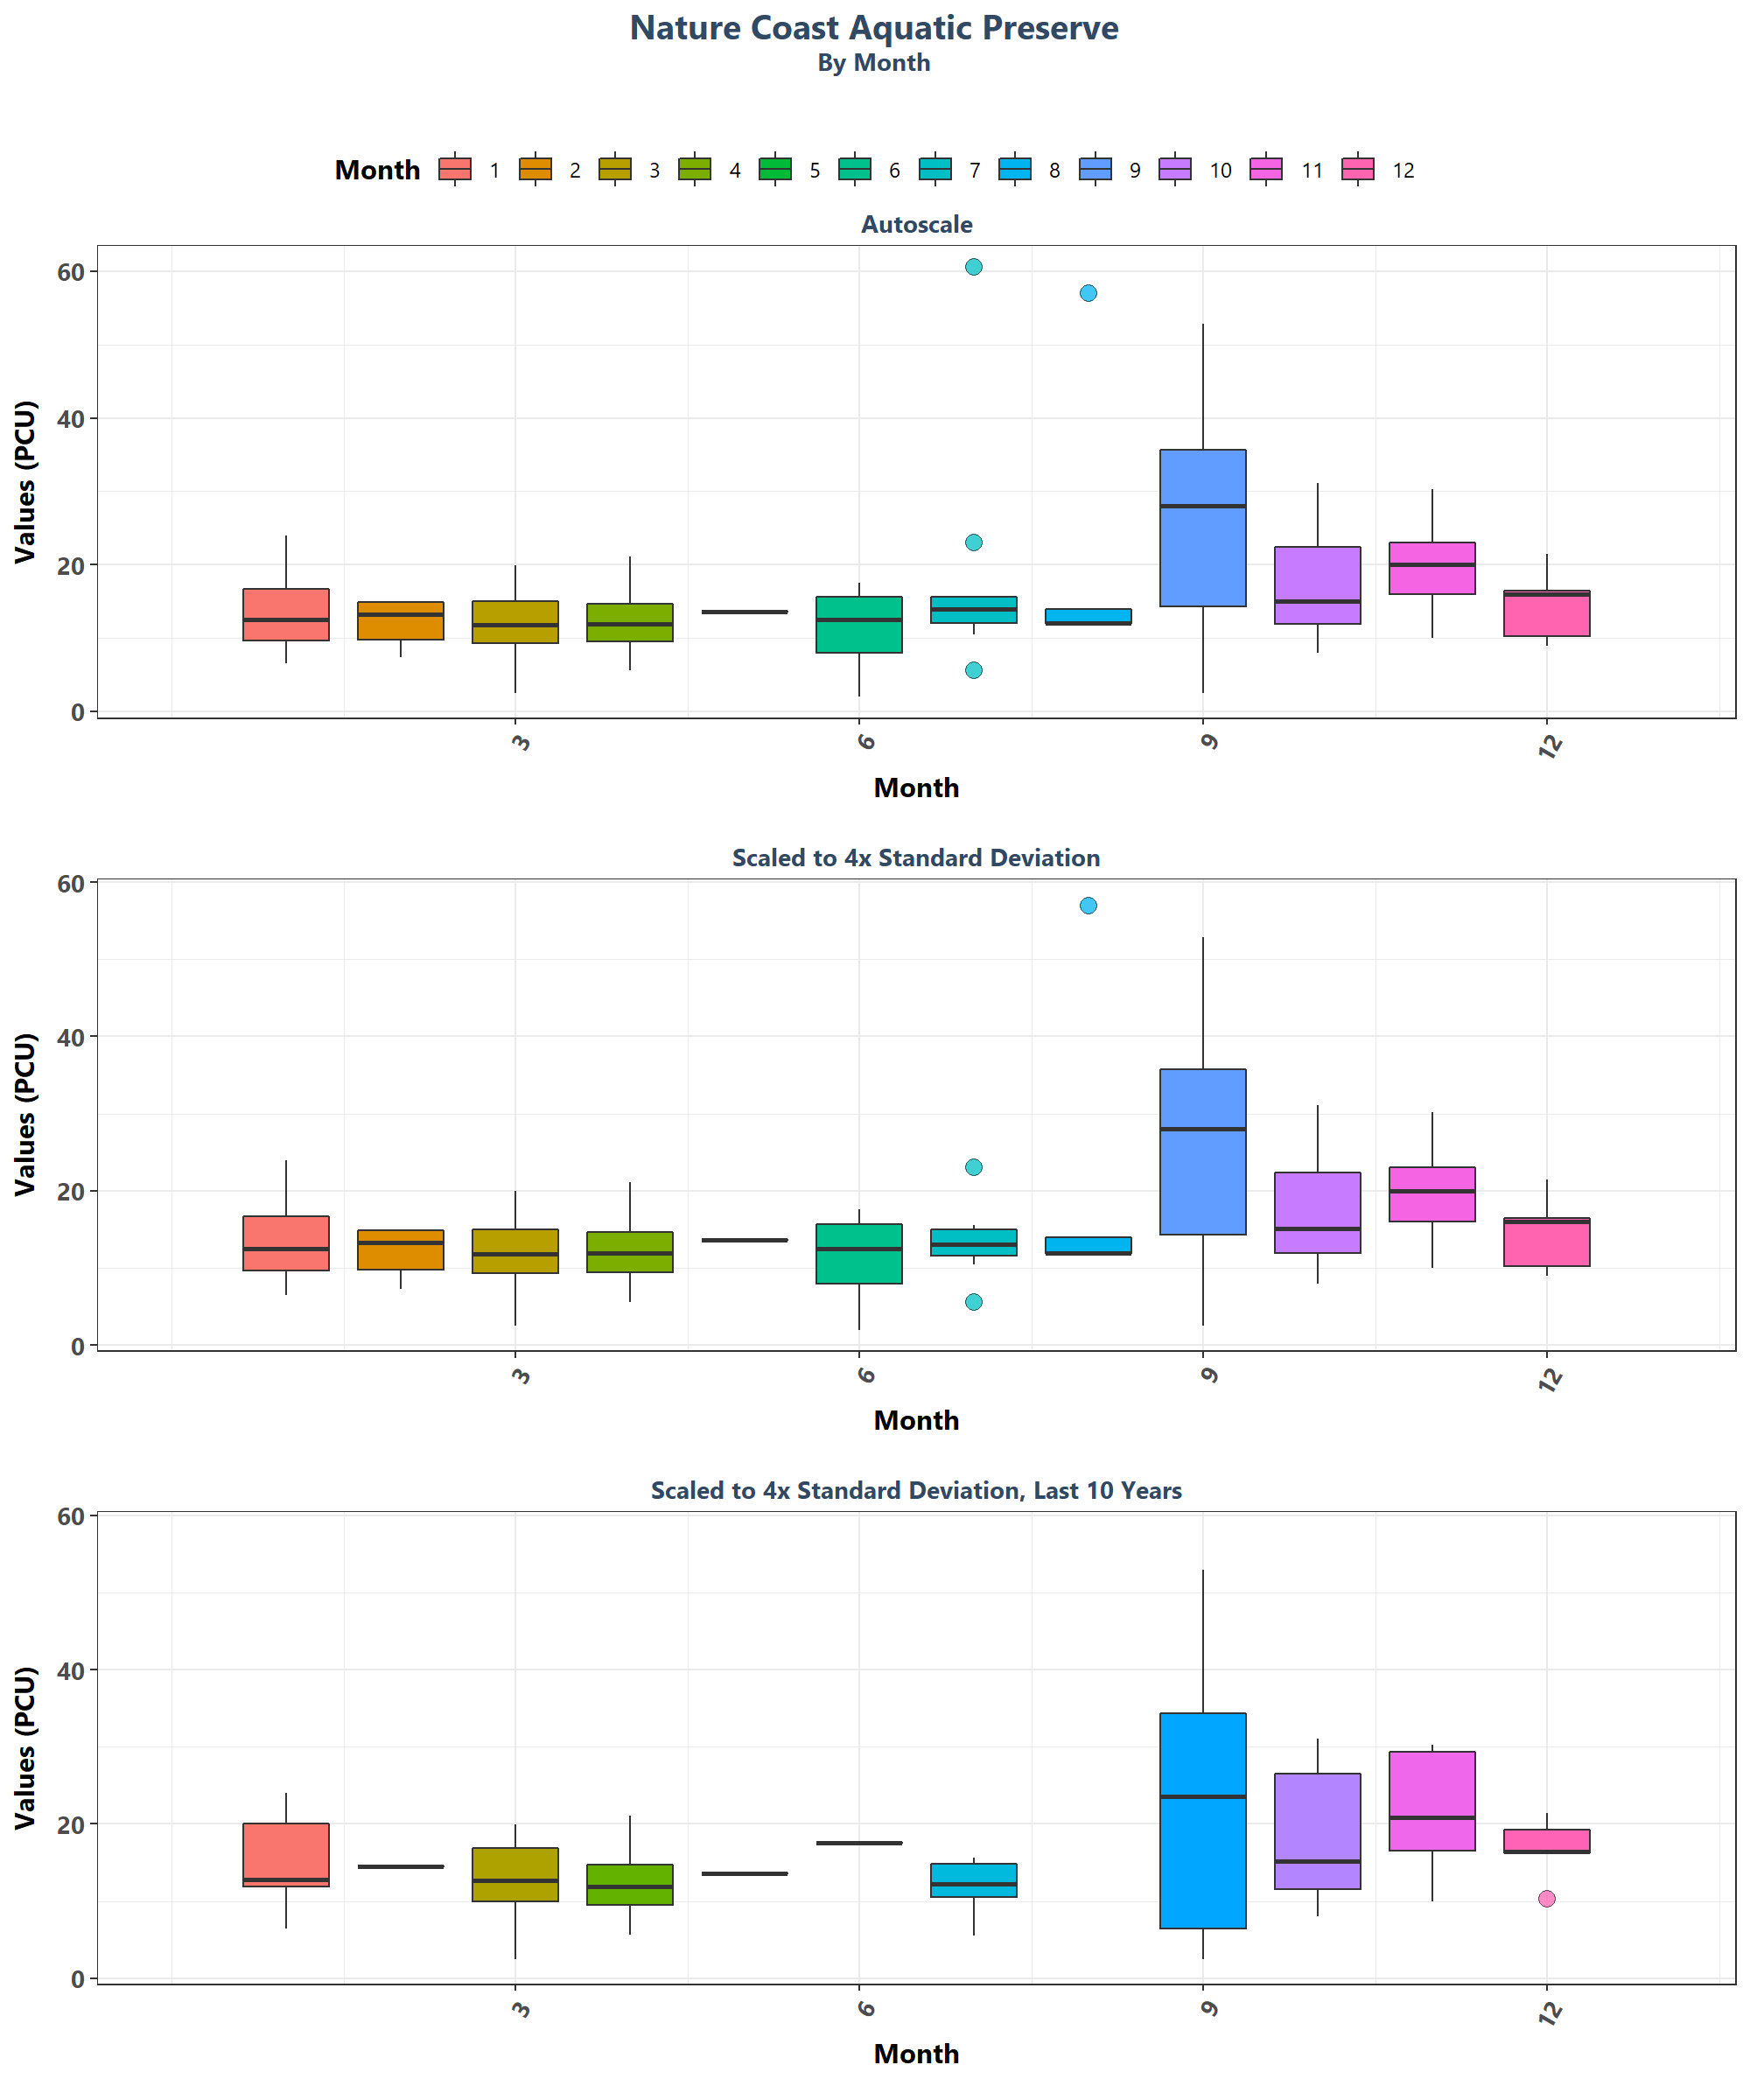 Nature Coast Aquatic Preserve
By Month
Month 1 2 3 4 5 6 7 8 9 10 11 12
Autoscale
Values (PCU)
60
40
20
0
3 6 9 12
Month
Scaled to 4x Standard Deviation
Values (PCU)
60
40
20
0
3 6 9 12
Month
Scaled to 4x Standard Deviation, Last 10 Years
Values (PCU)
60
40
20
0
3 6 9 12
Month